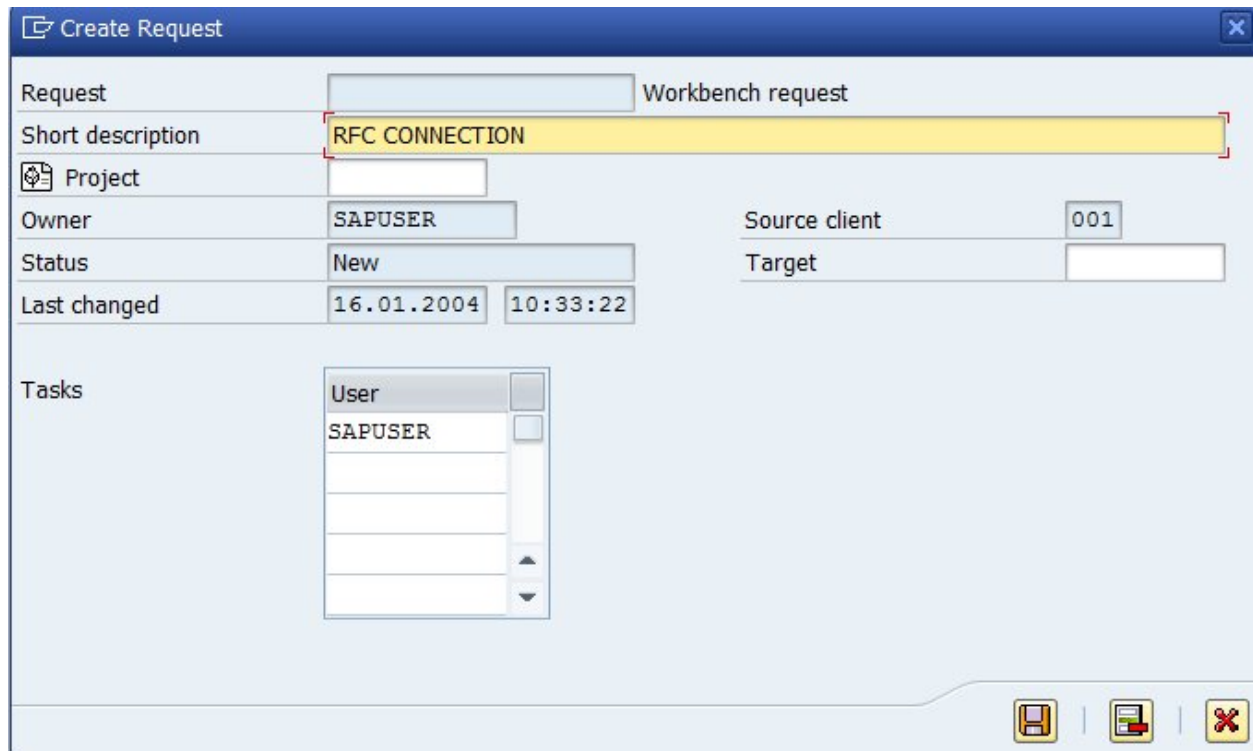 Create Request
Request Workbench request
Short description RFC CONNECTION
Project
Owner SAPUSER Source client 001
Status New Target
Last changed 16.01.2004 10:33:22
Tasks User
SAPUSER